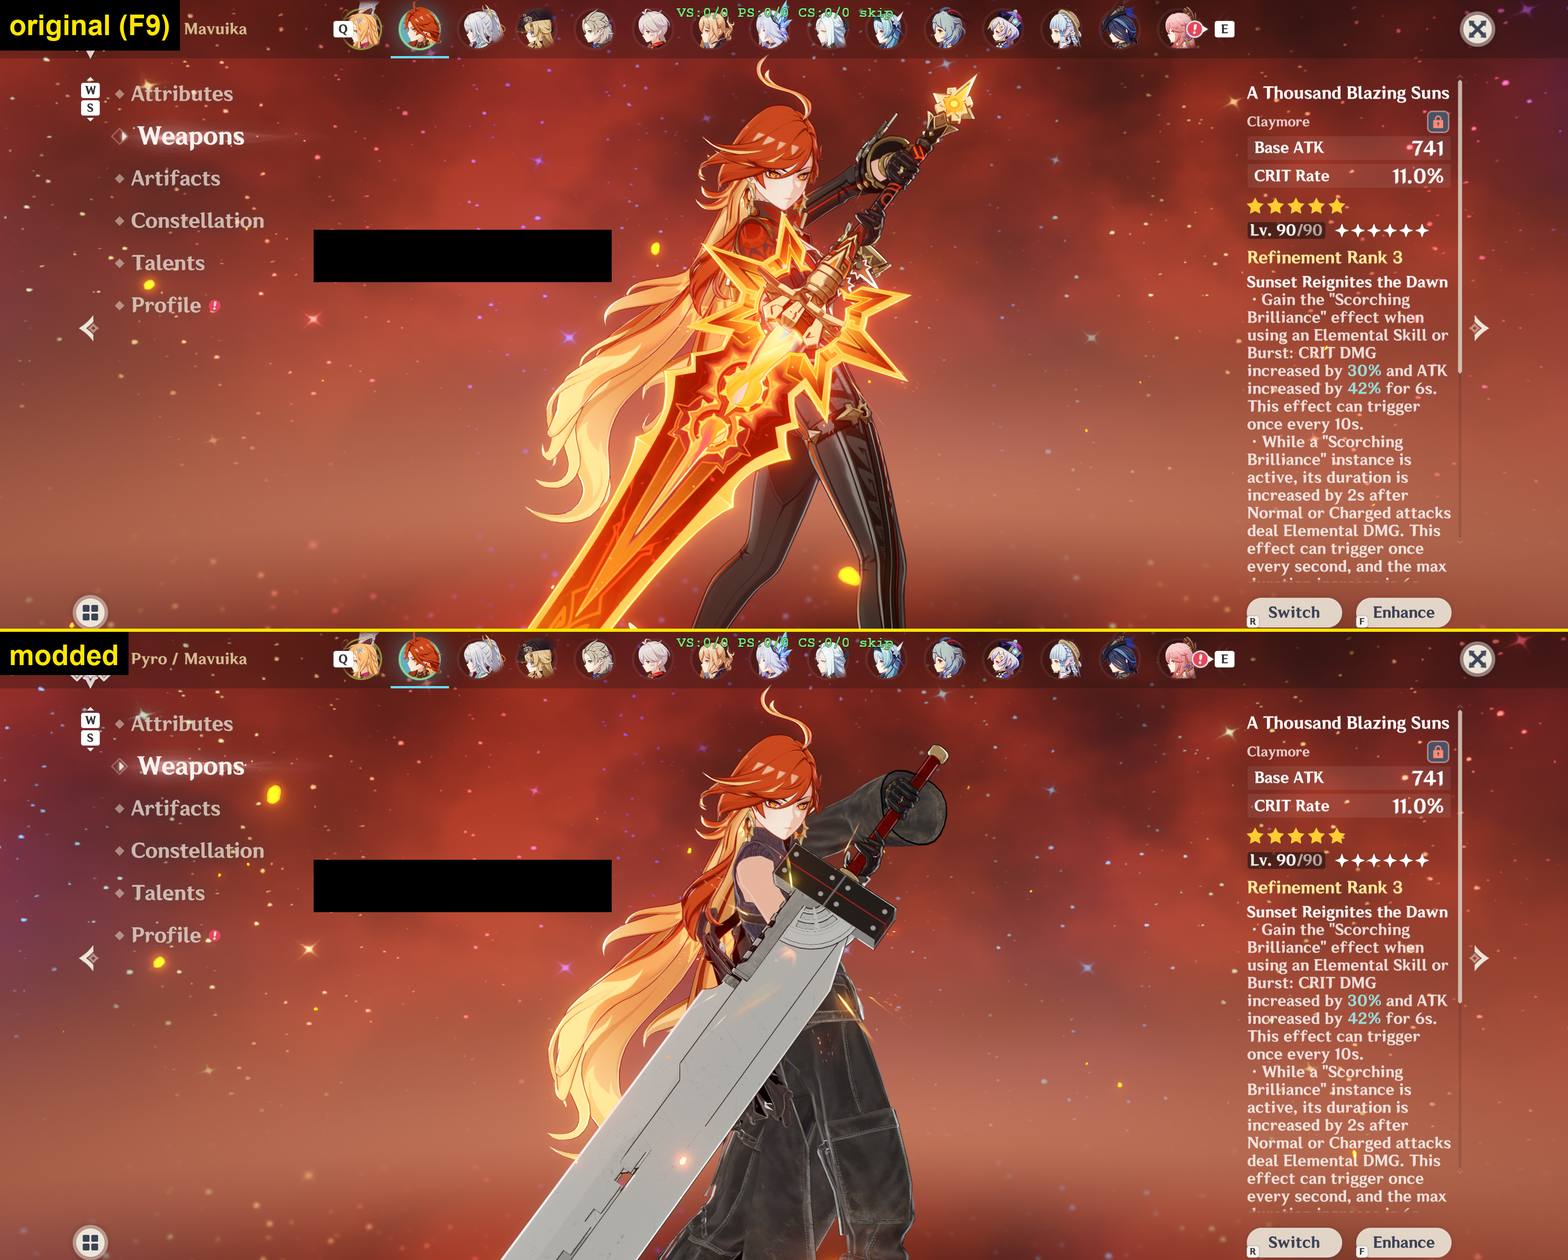 original (F9)
Mavuika
Q
VS:0/0 PS:0/0 CS:0/0 skip
E
W
S
Attributes
Weapons
Artifacts
Constellation
Talents
Profile
A Thousand Blazing Suns
Claymore
Base ATK 741
CRIT Rate 11.0%
Lv. 90/90
Refinement Rank 3
Sunset Reignites the Dawn
· Gain the "Scorching
Brilliance" effect when
using an Elemental Skill or
Burst: CRIT DMG
increased by 30% and ATK
increased by 42% for 6s.
This effect can trigger
once every 10s.
· While a "Scorching
Brilliance" instance is
active, its duration is
increased by 2s after
Normal or Charged attacks
deal Elemental DMG. This
effect can trigger once
every second, and the max
R Switch
F Enhance
modded
Pyro / Mavuika
Q
VS:0/0 PS:0/0 CS:0/0 skip
E
W
S
Attributes
Weapons
Artifacts
Constellation
Talents
Profile
A Thousand Blazing Suns
Claymore
Base ATK 741
CRIT Rate 11.0%
Lv. 90/90
Refinement Rank 3
Sunset Reignites the Dawn
· Gain the "Scorching
Brilliance" effect when
using an Elemental Skill or
Burst: CRIT DMG
increased by 30% and ATK
increased by 42% for 6s.
This effect can trigger
once every 10s.
· While a "Scorching
Brilliance" instance is
active, its duration is
increased by 2s after
Normal or Charged attacks
deal Elemental DMG. This
effect can trigger once
every second, and the max
R Switch
F Enhance